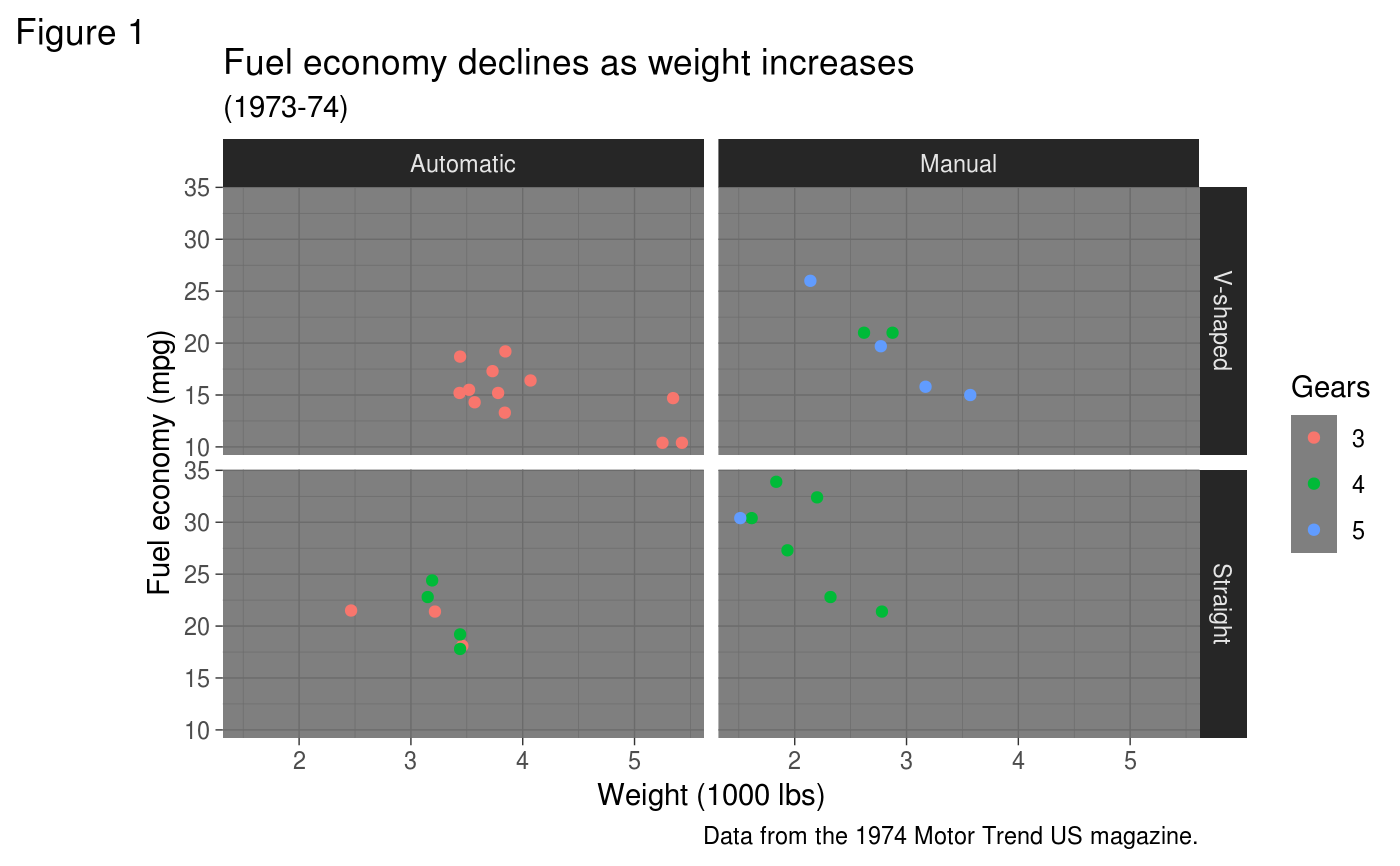 Figure 1
Fuel economy declines as weight increases
(1973-74)
Automatic
Manual
V-shaped
Straight
Fuel economy (mpg)
35
30
25
20
15
10
35
30
25
20
15
10
2 3 4 5
2 3 4 5
Weight (1000 lbs)
Gears
3
4
5
Data from the 1974 Motor Trend US magazine.